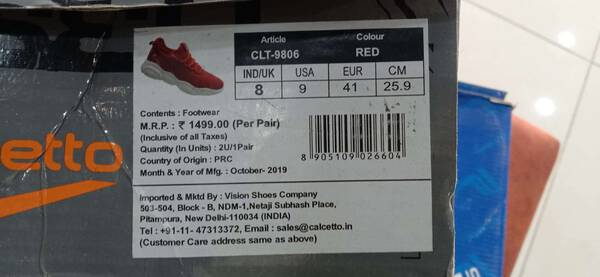 Article Colour
CLT-9806 RED
IND/UK USA EUR CM
8 9 41 25.9
Contents : Footwear
M.R.P. : ₹ 1499.00 (Per Pair)
(Inclusive of all Taxes)
Quantity (In Units) : 2U/1Pair
Country of Origin : PRC
Month & Year of Mfg. : October- 2019
8 905109 026604
Imported & Mktd By : Vision Shoes Company
593-504, Block - B, NDM-1,Netaji Subhash Place,
Pitampura, New Delhi-110034 (INDIA)
Tel : +91-11- 47313372, Email : sales@calcetto.in
(Customer Care address same as above)
etto